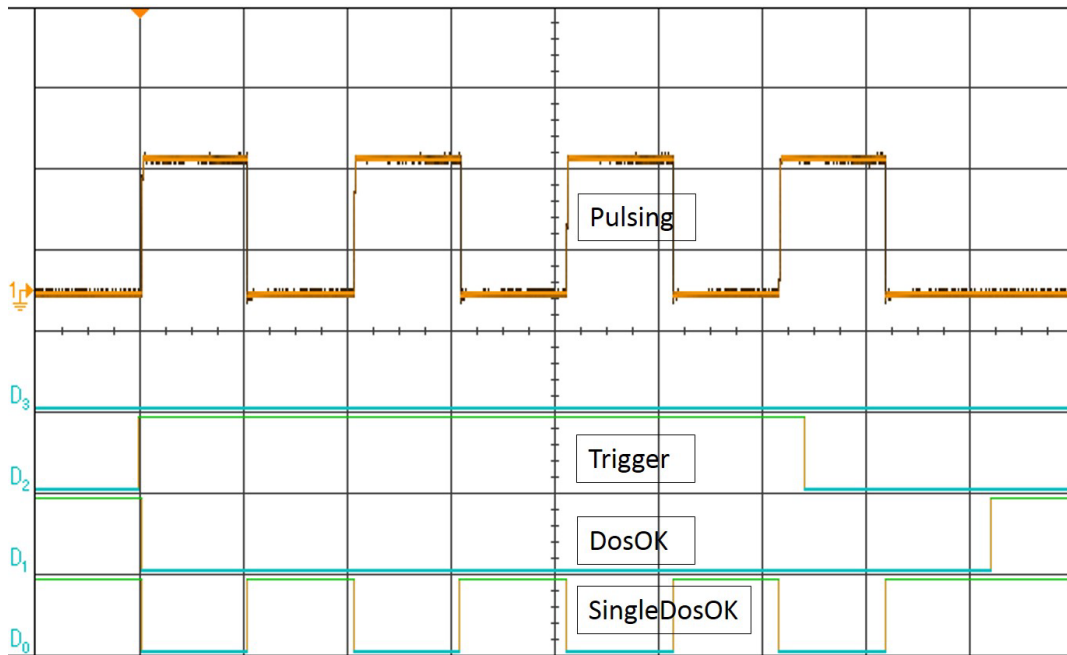 Pulsing
1
D3
Trigger
D2
DosOK
D1
SingleDosOK
D0